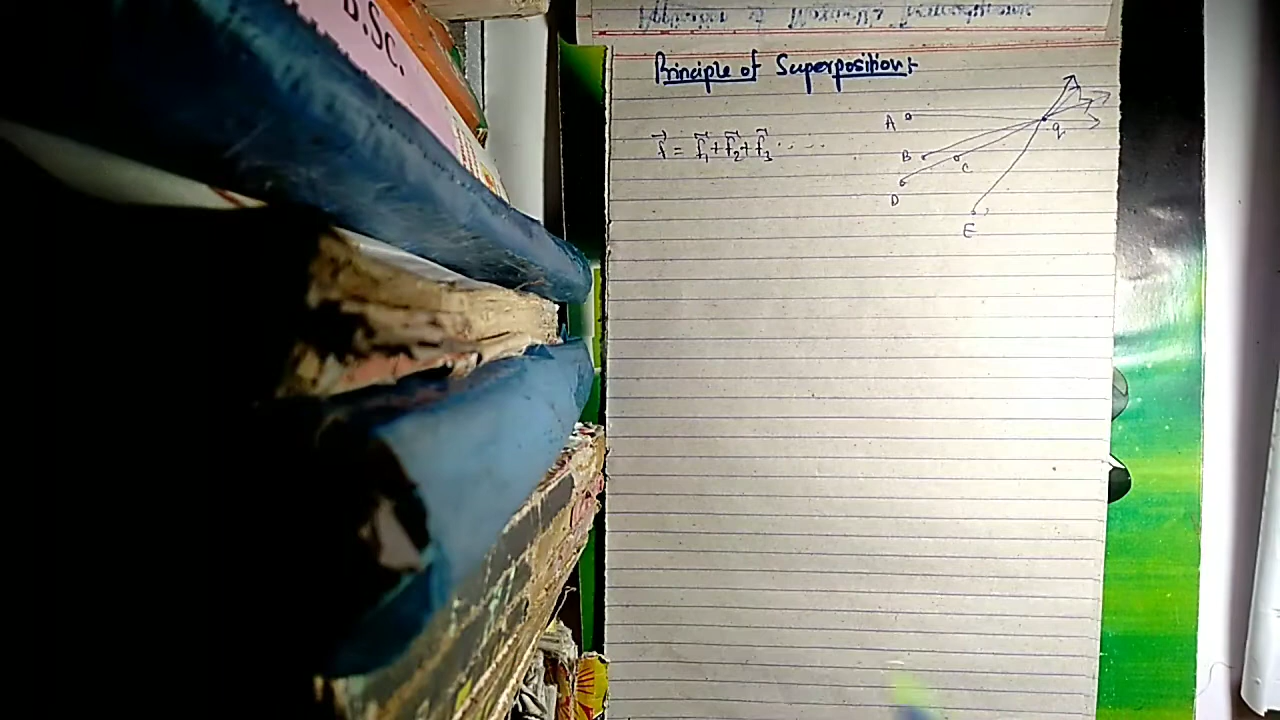 B.Sc.
Principle of Superposition:-
f⃗ = f⃗₁+f⃗₂+f⃗₃.....
A
q
B
C
D
E